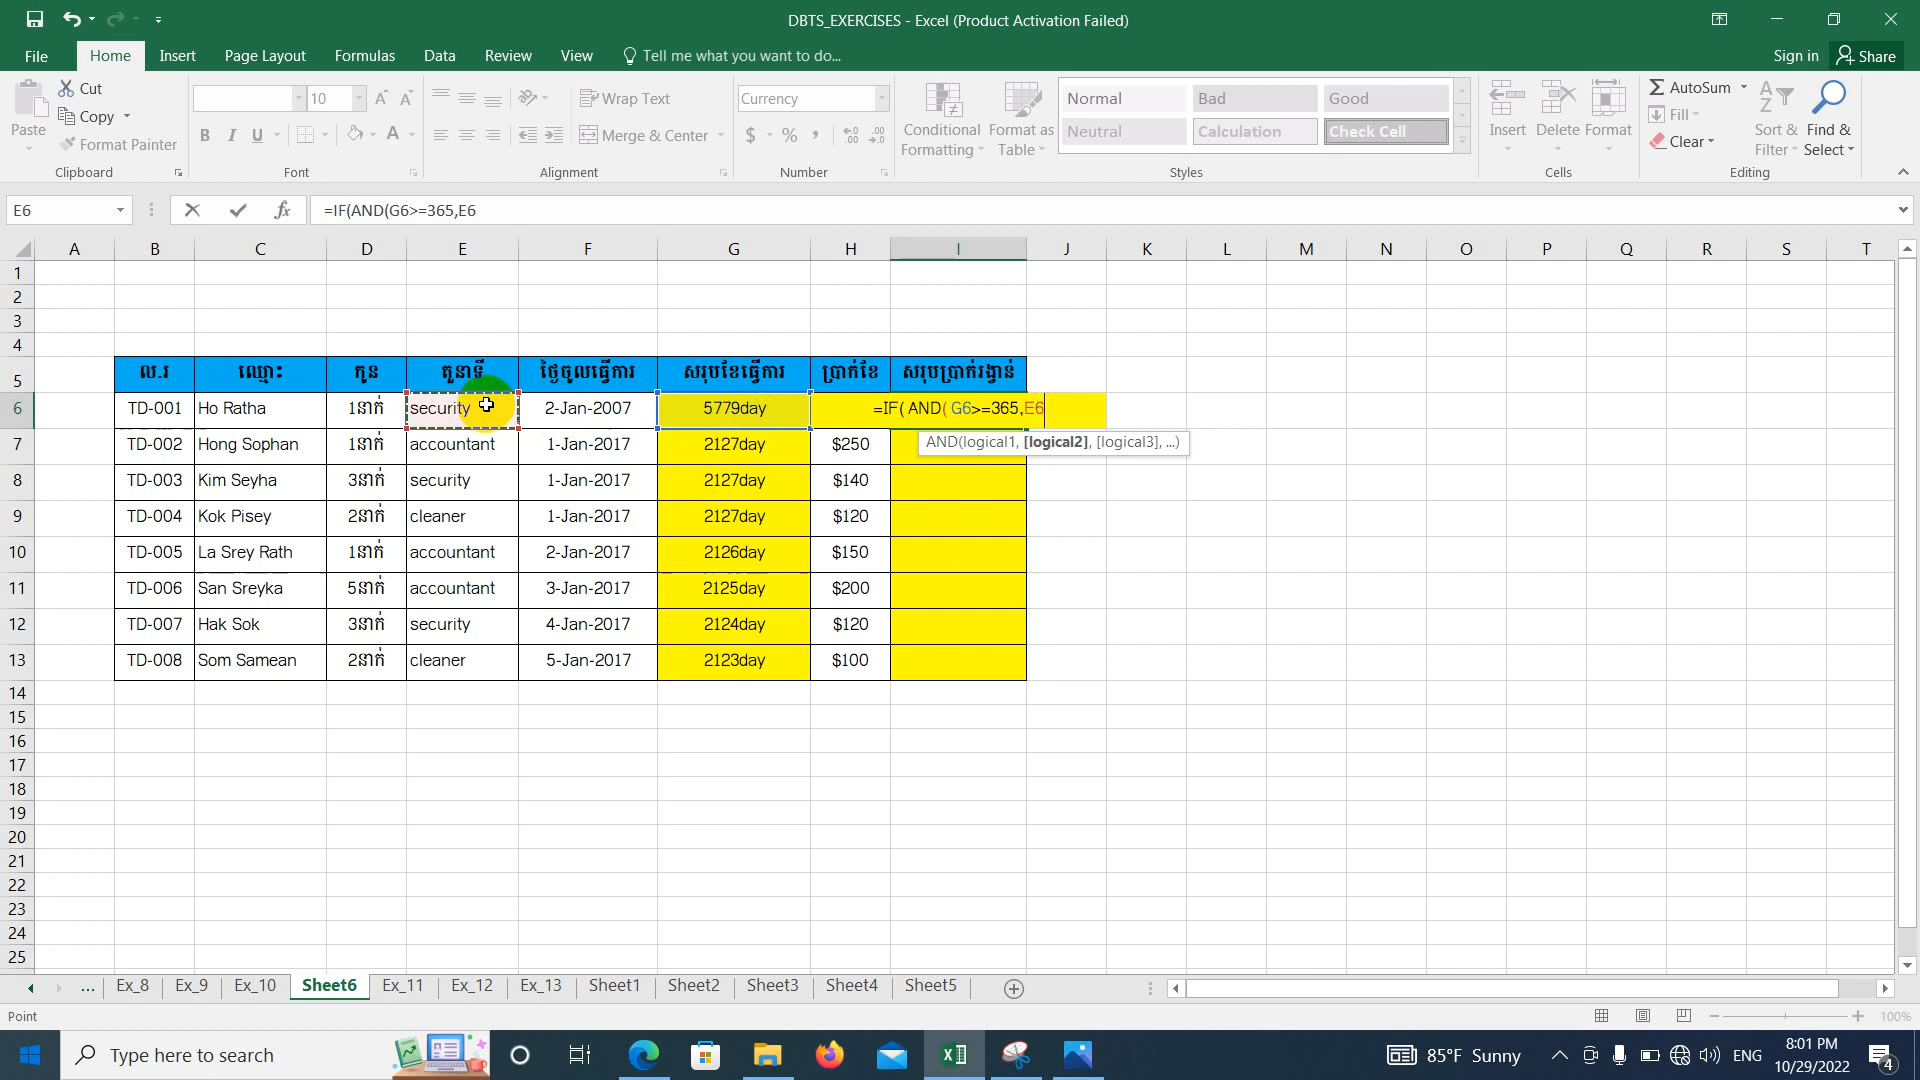 DBTS_EXERCISES - Excel (Product Activation Failed)
File Home Insert Page Layout Formulas Data Review View Tell me what you want to do... Sign in Share
Paste Cut Copy Format Painter Clipboard
10 B I U Font
Wrap Text Merge & Center Alignment
Currency $ % , Number
Conditional Formatting Format as Table
Normal Bad Good
Neutral Calculation Check Cell
Styles
Insert Delete Format Cells
AutoSum Fill Clear Sort & Filter Find & Select Editing
E6 fx =IF(AND(G6>=365,E6
A B C D E F G H I J K L M N O P Q R S T
1
2
3
4
5 ល.រ ឈ្មោះ កូន តួនាទី ថ្ងៃចូលធ្វើការ សរុបខែធ្វើការ ប្រាក់ខែ សរុបប្រាក់រង្វាន់
6 TD-001 Ho Ratha 1នាក់ security 2-Jan-2007 5779day =IF( AND( G6>=365,E6
AND(logical1, [logical2], [logical3], ...)
7 TD-002 Hong Sophan 1នាក់ accountant 1-Jan-2017 2127day $250
8 TD-003 Kim Seyha 3នាក់ security 1-Jan-2017 2127day $140
9 TD-004 Kok Pisey 2នាក់ cleaner 1-Jan-2017 2127day $120
10 TD-005 La Srey Rath 1នាក់ accountant 2-Jan-2017 2126day $150
11 TD-006 San Sreyka 5នាក់ accountant 3-Jan-2017 2125day $200
12 TD-007 Hak Sok 3នាក់ security 4-Jan-2017 2124day $120
13 TD-008 Som Samean 2នាក់ cleaner 5-Jan-2017 2123day $100
14
15
16
17
18
19
20
21
22
23
24
25
... Ex_8 Ex_9 Ex_10 Sheet6 Ex_11 Ex_12 Ex_13 Sheet1 Sheet2 Sheet3 Sheet4 Sheet5
Point 100%
Type here to search 85°F Sunny ENG 8:01 PM
10/29/2022 4